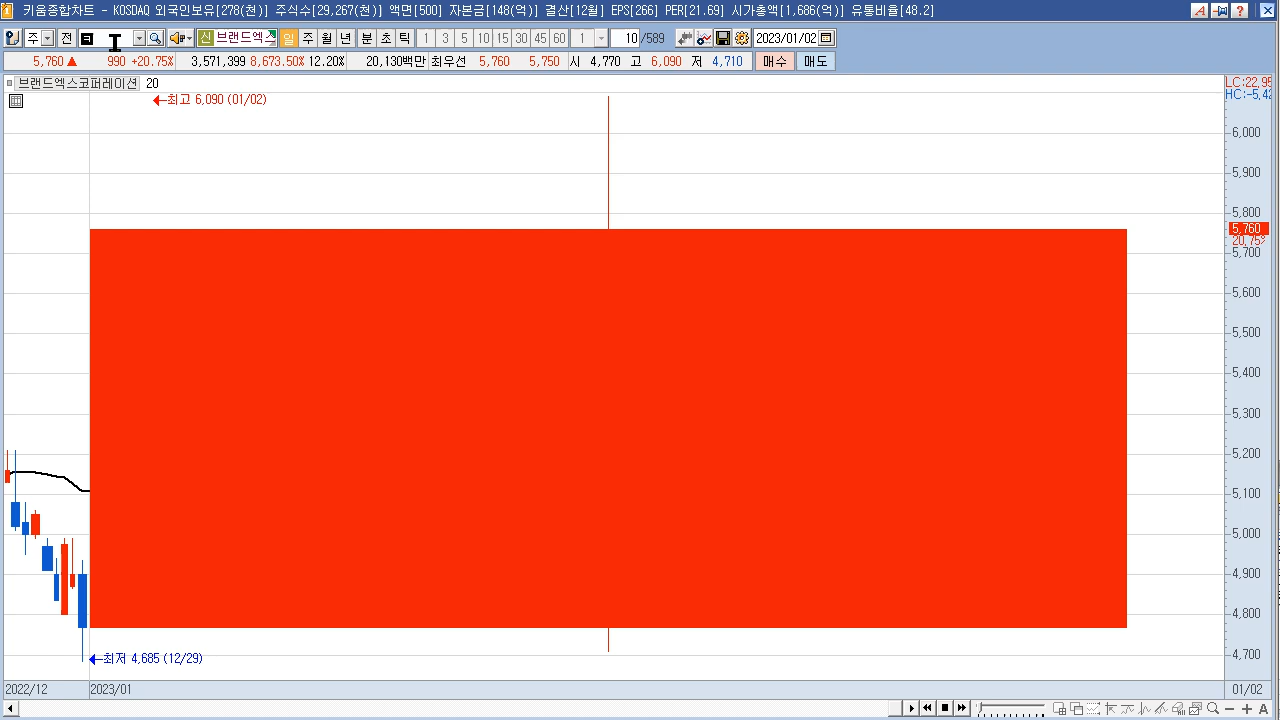 키움종합차트 - KOSDAQ 외국인보유[278(천)] 주식수[29,267(천)] 액면[500] 자본금[148(억)] 결산[12월] EPS[266] PER[21.69] 시가총액[1,686(억)] 유통비율[48.2]
주 전 신 브랜드엑스 일 주 월 년 분 초 틱 1 3 5 10 15 30 45 60 1 10 /589 2023/01/02
5,760 ▲ 990 +20.75% 3,571,399 8,673.50% 12.20% 20,130백만 최우선 5,760 5,750 시 4,770 고 6,090 저 4,710 매수 매도
브랜드엑스코퍼레이션 20
LC:22,95
HC:-5,42
최고 6,090 (01/02)
6,000
5,900
5,800
5,760
20.75%
5,700
5,600
5,500
5,400
5,300
5,200
5,100
5,000
4,900
4,800
4,700
최저 4,685 (12/29)
2022/12 2023/01 01/02
A